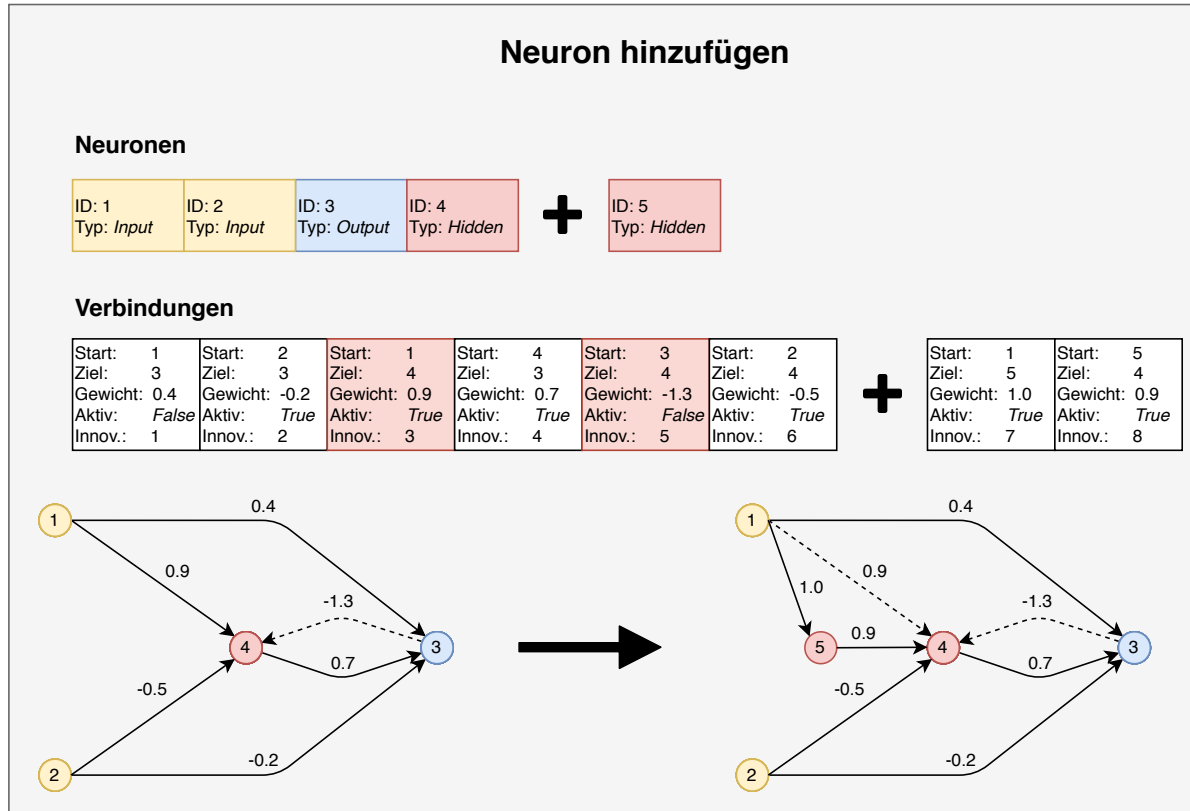 Neuron hinzufügen
Neuronen
ID: 1 ID: 2 ID: 3 ID: 4 ID: 5
Typ: Input Typ: Input Typ: Output Typ: Hidden Typ: Hidden
Verbindungen
Start: 1 Start: 2 Start: 1 Start: 4 Start: 3 Start: 2 Start: 1 Start: 5
Ziel: 3 Ziel: 3 Ziel: 4 Ziel: 3 Ziel: 4 Ziel: 4 Ziel: 5 Ziel: 4
Gewicht: 0.4 Gewicht: -0.2 Gewicht: 0.9 Gewicht: 0.7 Gewicht: -1.3 Gewicht: -0.5 Gewicht: 1.0 Gewicht: 0.9
Aktiv: False Aktiv: True Aktiv: True Aktiv: True Aktiv: False Aktiv: True Aktiv: True Aktiv: True
Innov.: 1 Innov.: 2 Innov.: 3 Innov.: 4 Innov.: 5 Innov.: 6 Innov.: 7 Innov.: 8
0.4
1
0.9
-1.3
4
3
0.7
-0.5
-0.2
2
0.4
1
0.9
1.0
-1.3
0.9
5
4
3
0.7
-0.5
-0.2
2